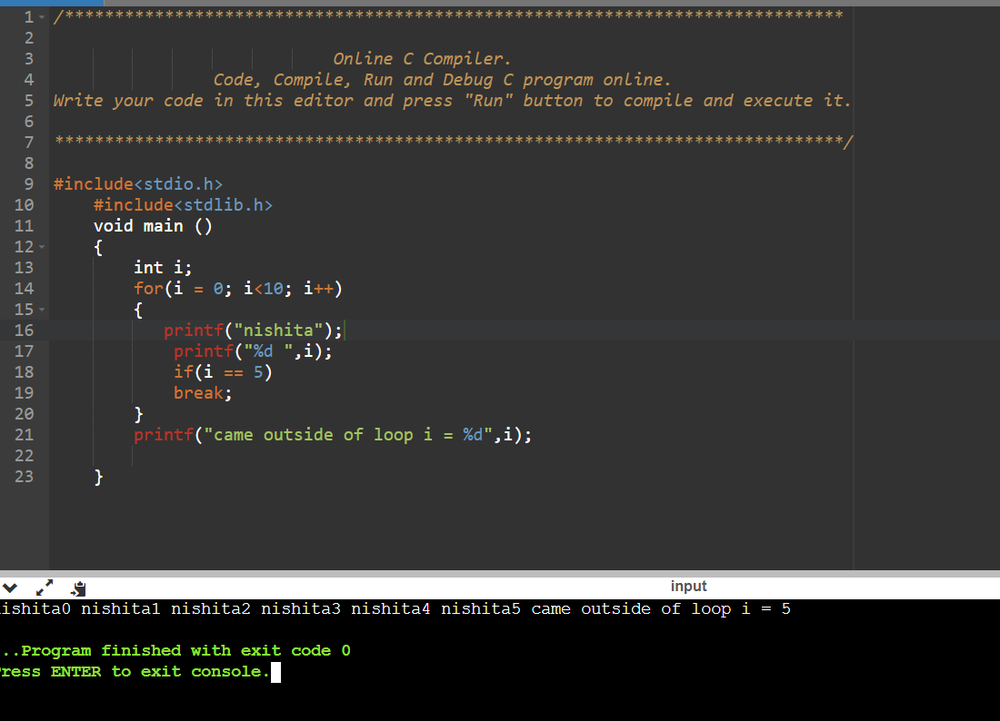 1 /******************************************************************************
2
3 Online C Compiler.
4 Code, Compile, Run and Debug C program online.
5 Write your code in this editor and press "Run" button to compile and execute it.
6
7 *******************************************************************************/
8
9 #include<stdio.h>
10 #include<stdlib.h>
11 void main ()
12 {
13 int i;
14 for(i = 0; i<10; i++)
15 {
16 printf("nishita");
17 printf("%d ",i);
18 if(i == 5)
19 break;
20 }
21 printf("came outside of loop i = %d",i);
22
23 }
input
ishita0 nishita1 nishita2 nishita3 nishita4 nishita5 came outside of loop i = 5
..Program finished with exit code 0
ress ENTER to exit console.